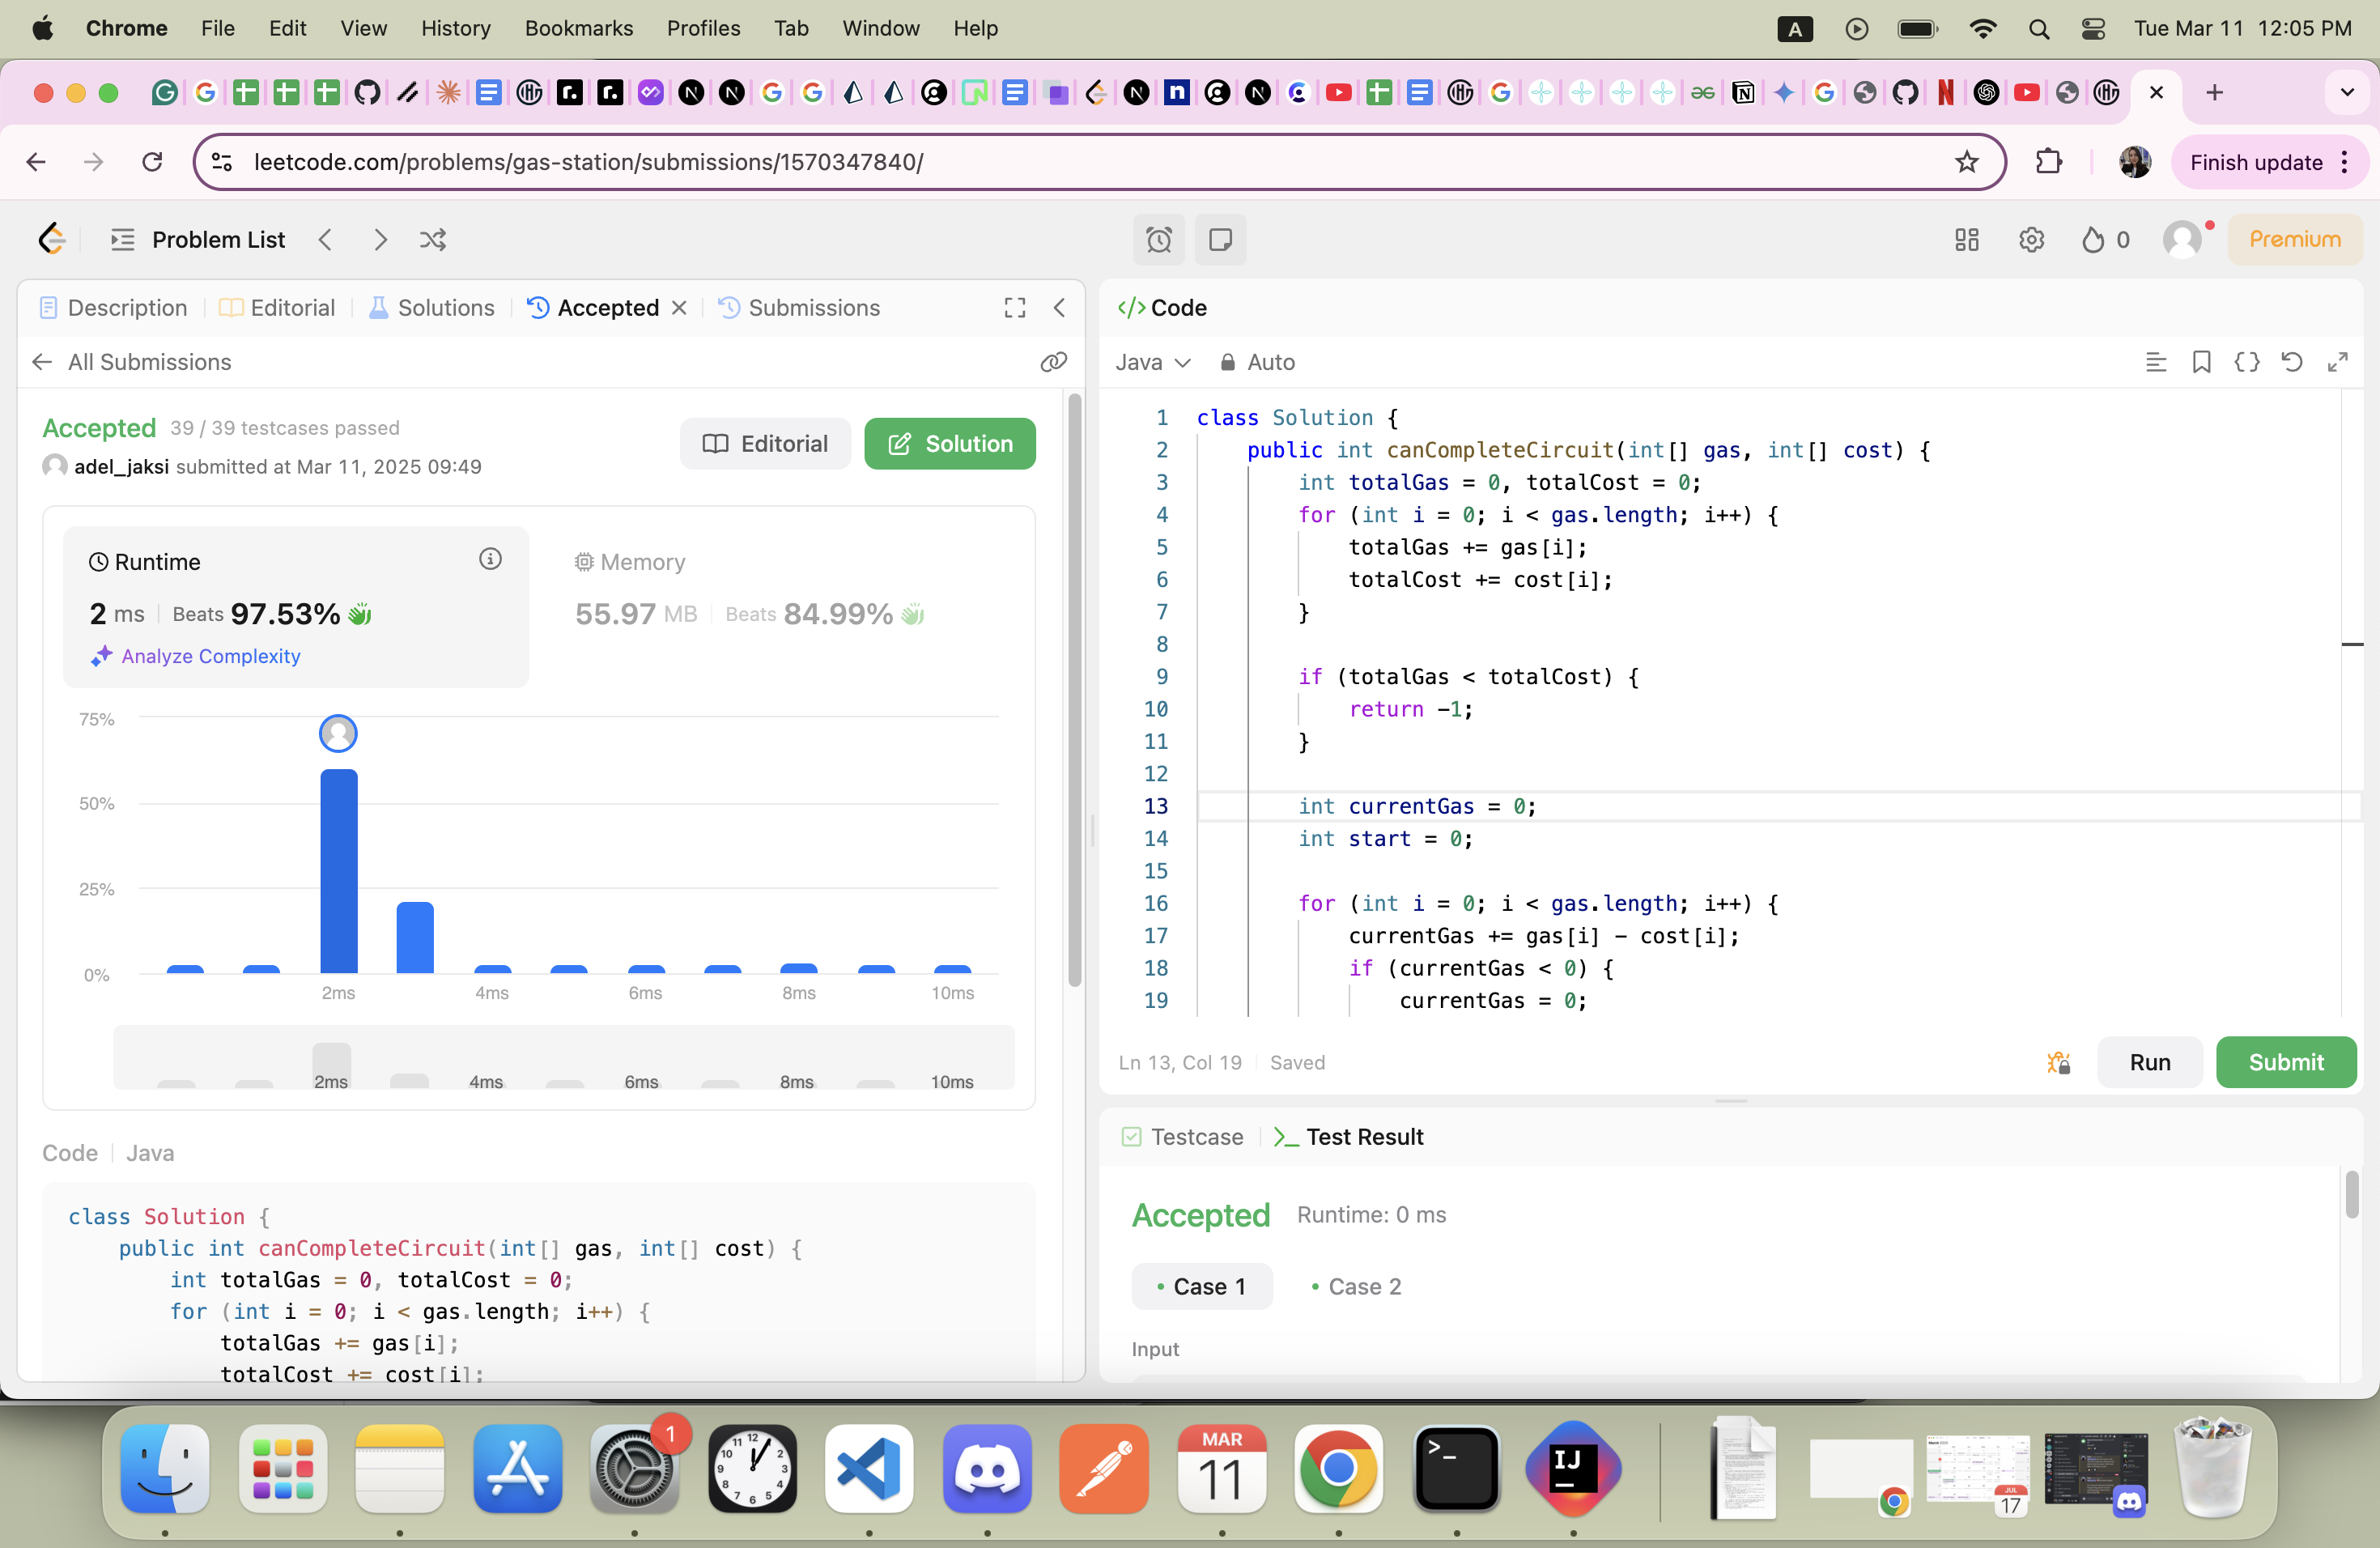 Chrome File Edit View History Bookmarks Profiles Tab Window Help A Tue Mar 11 12:05 PM
leetcode.com/problems/gas-station/submissions/1570347840/ Finish update
Problem List 0 Premium
Description Editorial Solutions Accepted Submissions
All Submissions
Accepted 39 / 39 testcases passed
Editorial Solution
adel_jaksi submitted at Mar 11, 2025 09:49
Runtime
2 ms Beats 97.53%
Analyze Complexity
Memory
55.97 MB Beats 84.99%
75%
50%
25%
0%
2ms 4ms 6ms 8ms 10ms
2ms 4ms 6ms 8ms 10ms
Code Java
class Solution {
public int canCompleteCircuit(int[] gas, int[] cost) {
int totalGas = 0, totalCost = 0;
for (int i = 0; i < gas.length; i++) {
totalGas += gas[i];
totalCost += cost[i];
</> Code
Java Auto
1 class Solution {
2 public int canCompleteCircuit(int[] gas, int[] cost) {
3 int totalGas = 0, totalCost = 0;
4 for (int i = 0; i < gas.length; i++) {
5 totalGas += gas[i];
6 totalCost += cost[i];
7 }
8
9 if (totalGas < totalCost) {
10 return -1;
11 }
12
13 int currentGas = 0;
14 int start = 0;
15
16 for (int i = 0; i < gas.length; i++) {
17 currentGas += gas[i] - cost[i];
18 if (currentGas < 0) {
19 currentGas = 0;
Ln 13, Col 19 Saved Run Submit
Testcase >_ Test Result
Accepted Runtime: 0 ms
• Case 1 • Case 2
Input
1
MAR
11
>_
IJ
JUL
17